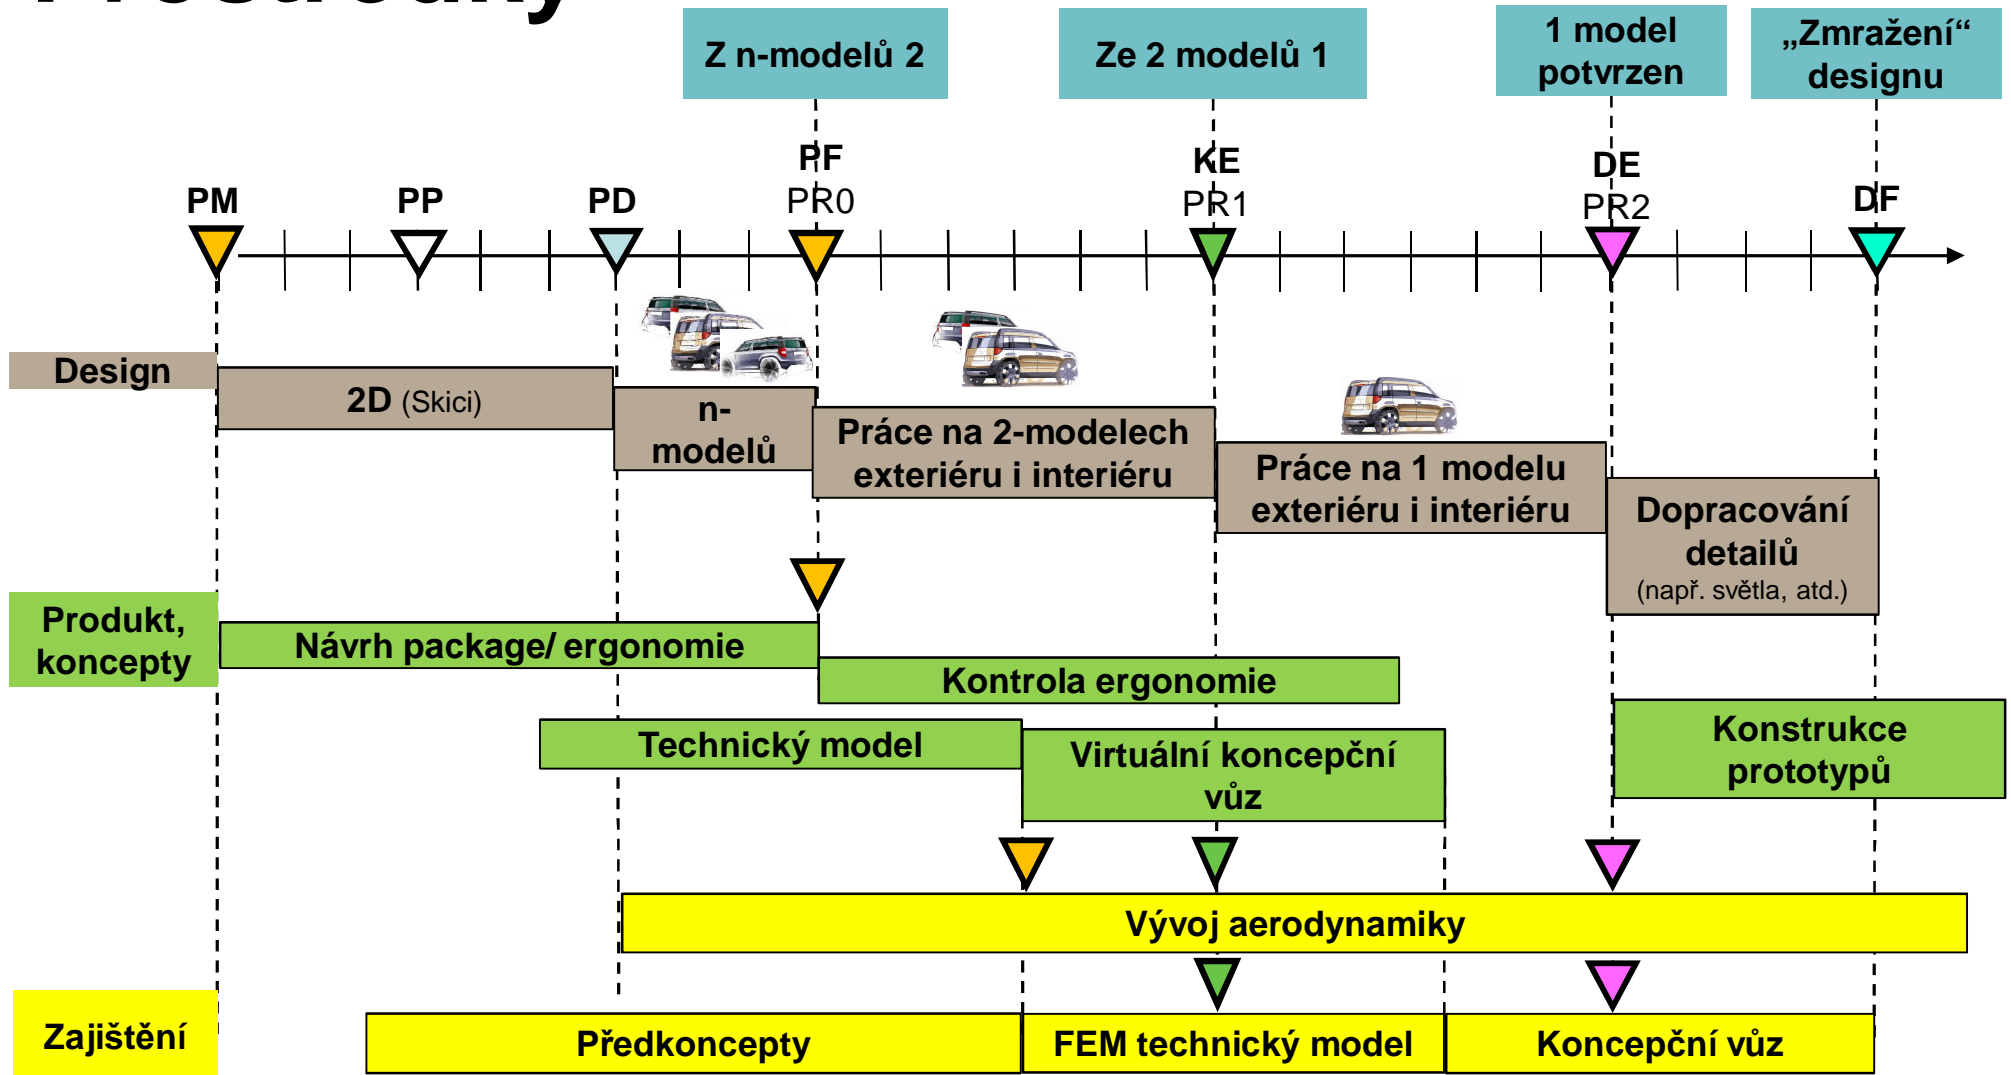 Z n-modelů 2
Ze 2 modelů 1
1 model
potvrzen
„Zmražení“
designu
PM
PP
PD
PF
PR0
KE
PR1
DE
PR2
DF
Design
2D (Skici)
n-
modelů
Práce na 2-modelech
exteriéru i interiéru
Práce na 1 modelu
exteriéru i interiéru
Dopracování
detailů
(např. světla, atd.)
Produkt,
koncepty
Návrh package/ ergonomie
Kontrola ergonomie
Technický model
Virtuální koncepční
vůz
Konstrukce
prototypů
Vývoj aerodynamiky
Zajištění
Předkoncepty
FEM technický model
Koncepční vůz